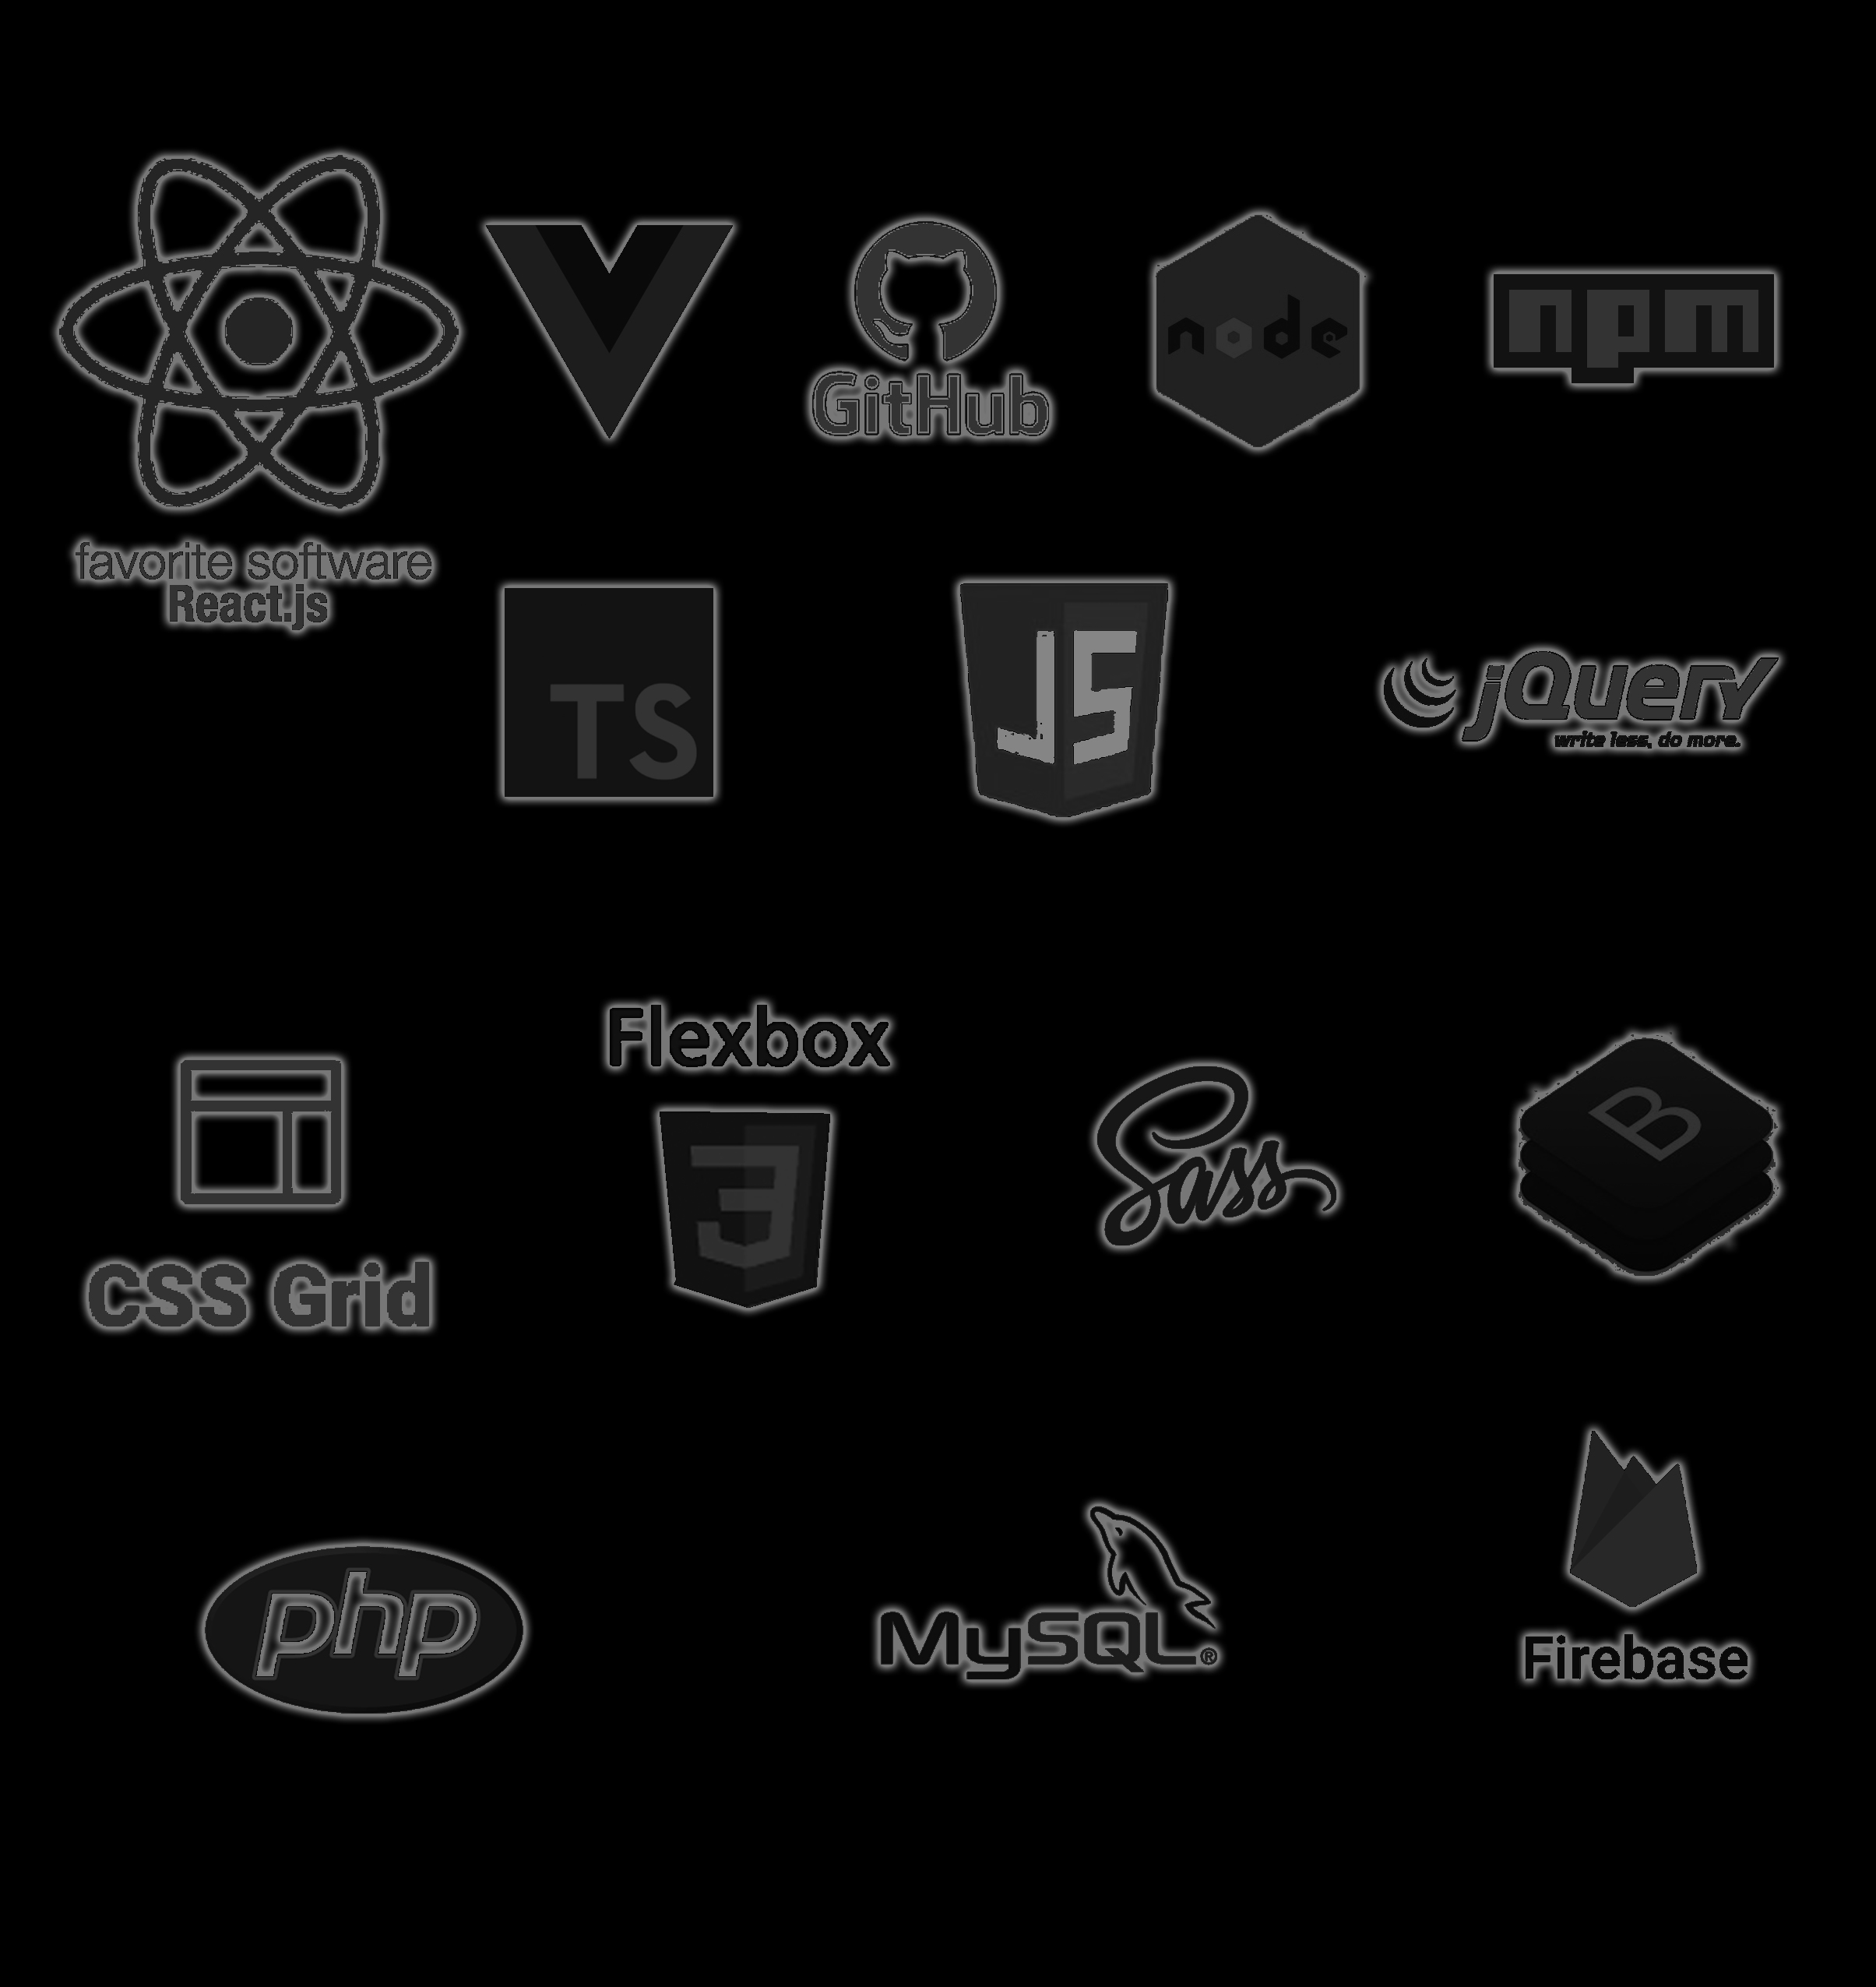 GitHub
node
npm
favorite software
React.js
TS
JS
jQuery
write less, do more.
Flexbox
CSS Grid
3
Sass
B
php
MySQL®
Firebase